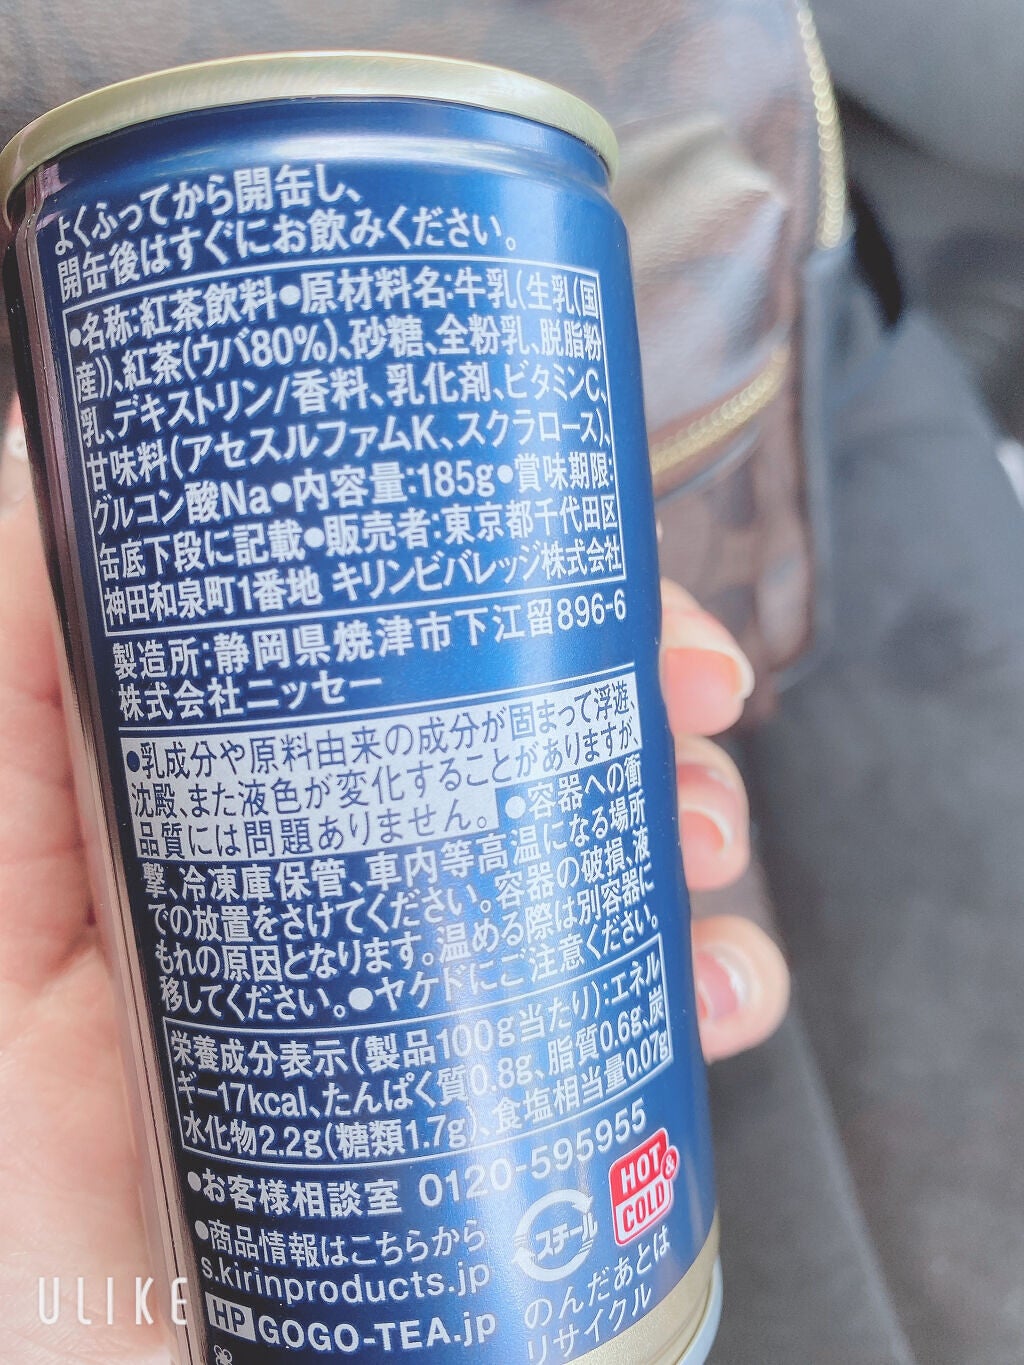 よくふってから開缶し、
開缶後はすぐにお飲みください。
●名称:紅茶飲料●原材料名:牛乳(生乳(国
産))、紅茶(ウバ80%)、砂糖、全粉乳、脱脂粉
乳、デキストリン/香料、乳化剤、ビタミンC、
甘味料(アセスルファムK、スクラロース)、
グルコン酸Na●内容量:185g●賞味期限:
缶底下段に記載●販売者:東京都千代田区
神田和泉町1番地 キリンビバレッジ株式会社
製造所:静岡県焼津市下江留896-6
株式会社ニッセー
●乳成分や原料由来の成分が固まって浮遊、
沈殿、また液色が変化することがありますが、
品質には問題ありません。●容器への衝
撃、冷凍庫保管、車内等高温になる場所
での放置をさけてください。容器の破損、液
もれの原因となります。温める際は別容器に
移してください。●ヤケドにご注意ください。
栄養成分表示(製品100g当たり):エネル
ギー17kcal、たんぱく質0.8g、脂質0.6g、炭
水化物2.2g(糖類1.7g)、食塩相当量0.07g
●お客様相談室 0120-595955
●商品情報はこちらから
s.kirinproducts.jp
HP GOGO-TEA.jp
スチール
HOT & COLD
のんだあとは
リサイクル
ULIKE